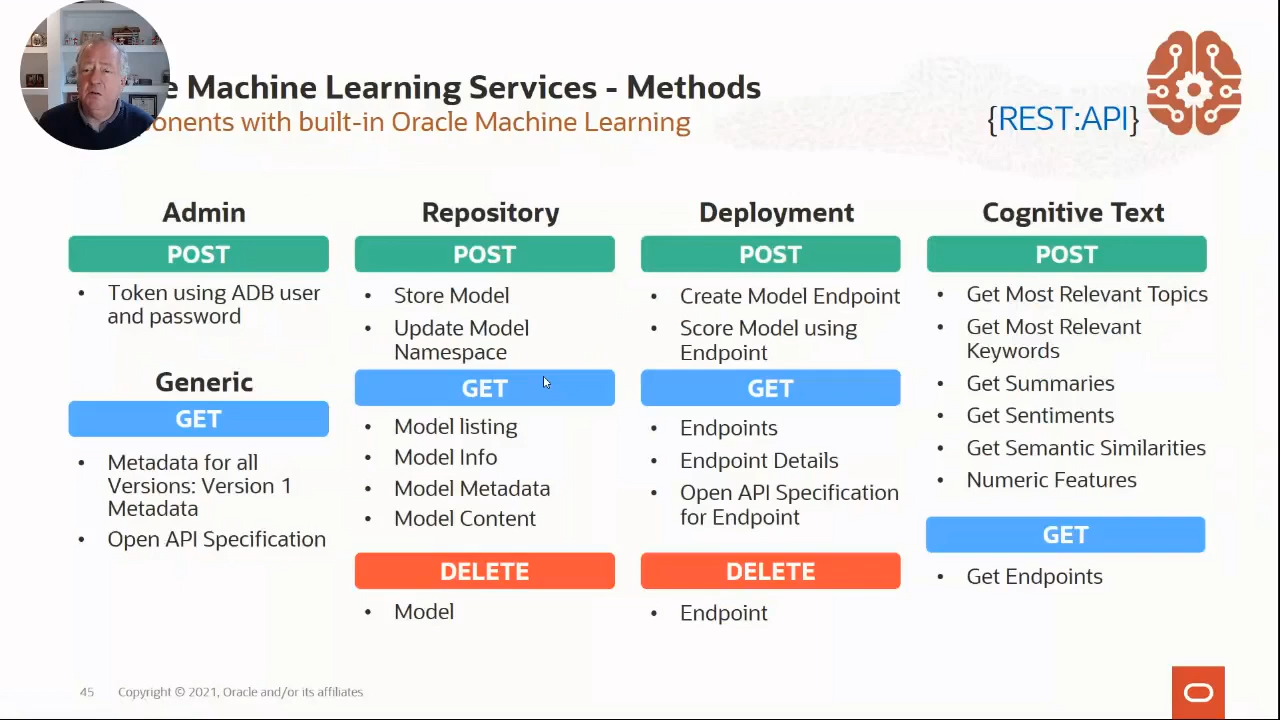 e Machine Learning Services - Methods
onents with built-in Oracle Machine Learning
{REST:API}
Admin
POST
• Token using ADB user
and password
Generic
GET
• Metadata for all
Versions: Version 1
Metadata
• Open API Specification
Repository
POST
• Store Model
• Update Model
Namespace
GET
• Model listing
• Model Info
• Model Metadata
• Model Content
DELETE
• Model
Deployment
POST
• Create Model Endpoint
• Score Model using
Endpoint
GET
• Endpoints
• Endpoint Details
• Open API Specification
for Endpoint
DELETE
• Endpoint
Cognitive Text
POST
• Get Most Relevant Topics
• Get Most Relevant
Keywords
• Get Summaries
• Get Sentiments
• Get Semantic Similarities
• Numeric Features
GET
• Get Endpoints
45 Copyright © 2021, Oracle and/or its affiliates